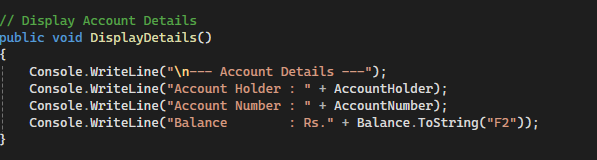 // Display Account Details
public void DisplayDetails()
{
    Console.WriteLine("\n--- Account Details ---");
    Console.WriteLine("Account Holder : " + AccountHolder);
    Console.WriteLine("Account Number : " + AccountNumber);
    Console.WriteLine("Balance        : Rs." + Balance.ToString("F2"));
}